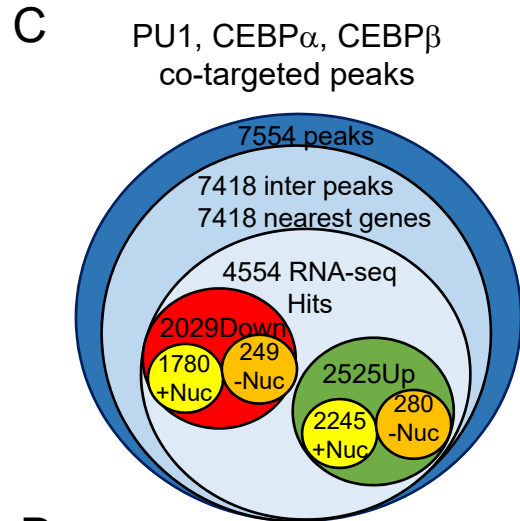 C
PU1, CEBPα, CEBPβ
co-targeted peaks
7554 peaks
7418 inter peaks
7418 nearest genes
4554 RNA-seq
Hits
2029Down
1780
+Nuc
249
-Nuc
2525Up
2245
+Nuc
280
-Nuc